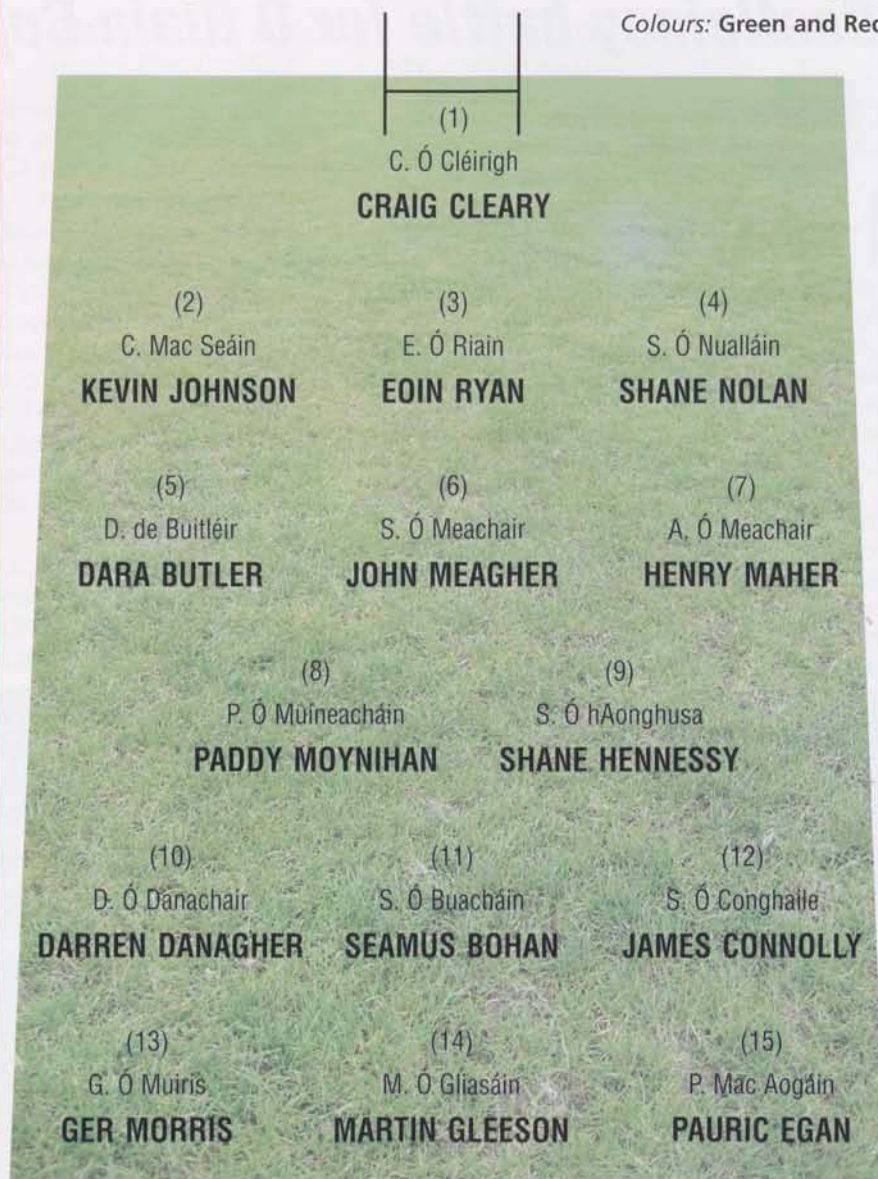 Colours: Green and Red
(1)
C. Ó Cléirigh
CRAIG CLEARY
(2) (3) (4)
C. Mac Seáin E. Ó Riain S. Ó Nualláin
KEVIN JOHNSON EOIN RYAN SHANE NOLAN
(5) (6) (7)
D. de Buitléir S. Ó Meachair A. Ó Meachair
DARA BUTLER JOHN MEAGHER HENRY MAHER
(8) (9)
P. Ó Muíneacháin S. Ó hAonghusa
PADDY MOYNIHAN SHANE HENNESSY
(10) (11) (12)
D. Ó Danachair S. Ó Buacháin S. Ó Conghaile
DARREN DANAGHER SEAMUS BOHAN JAMES CONNOLLY
(13) (14) (15)
G. Ó Muiris M. Ó Gliasáin P. Mac Aogáin
GER MORRIS MARTIN GLEESON PAURIC EGAN